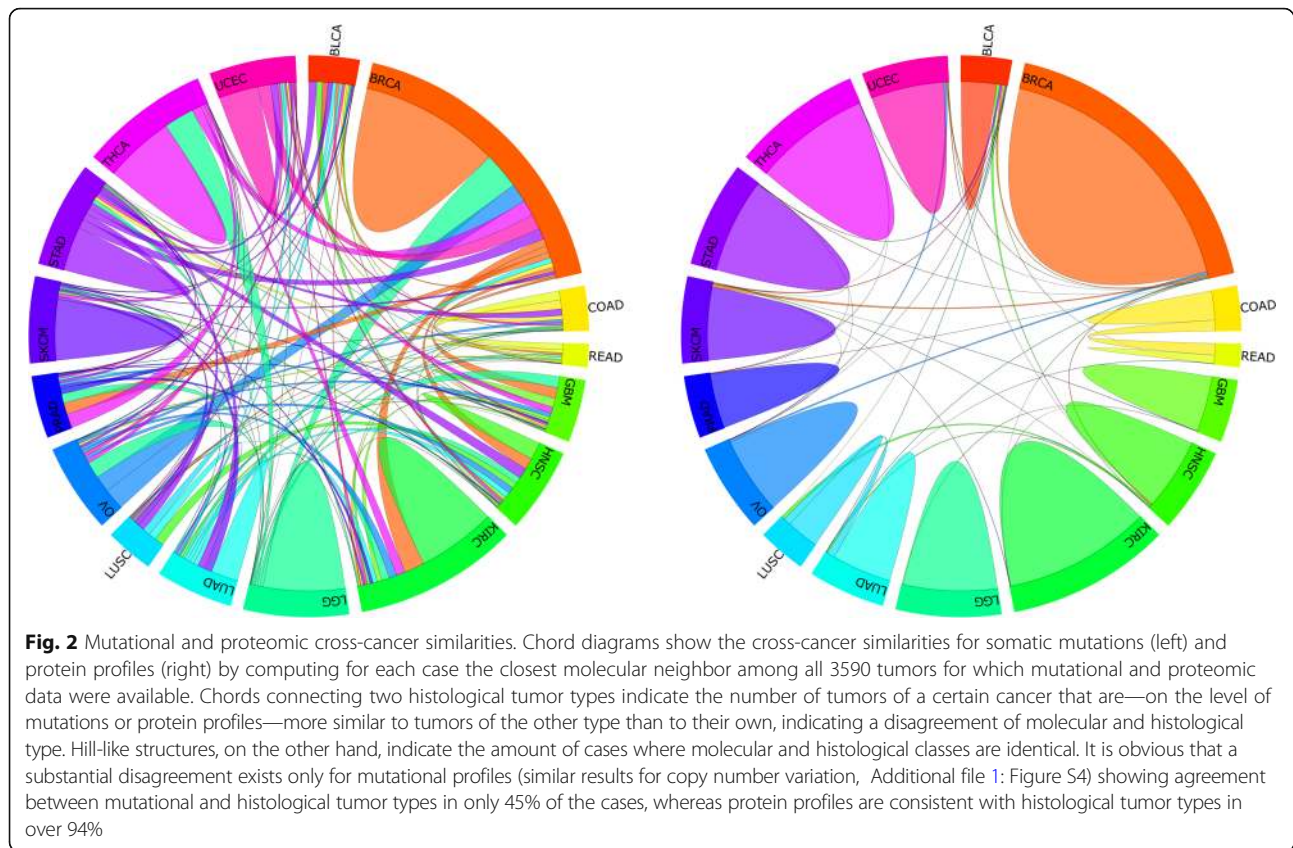 BLCA
BRCA
COAD
READ
GBM
HNSC
KIRC
LGG
LUAD
LUSC
OV
PAAD
SKCM
STAD
THCA
UCEC
BLCA
BRCA
COAD
READ
GBM
HNSC
KIRC
LGG
LUAD
LUSC
OV
PAAD
SKCM
STAD
THCA
UCEC
Fig. 2 Mutational and proteomic cross-cancer similarities. Chord diagrams show the cross-cancer similarities for somatic mutations (left) and
protein profiles (right) by computing for each case the closest molecular neighbor among all 3590 tumors for which mutational and proteomic
data were available. Chords connecting two histological tumor types indicate the number of tumors of a certain cancer that are—on the level of
mutations or protein profiles—more similar to tumors of the other type than to their own, indicating a disagreement of molecular and histological
type. Hill-like structures, on the other hand, indicate the amount of cases where molecular and histological classes are identical. It is obvious that a
substantial disagreement exists only for mutational profiles (similar results for copy number variation, Additional file 1: Figure S4) showing agreement
between mutational and histological tumor types in only 45% of the cases, whereas protein profiles are consistent with histological tumor types in
over 94%